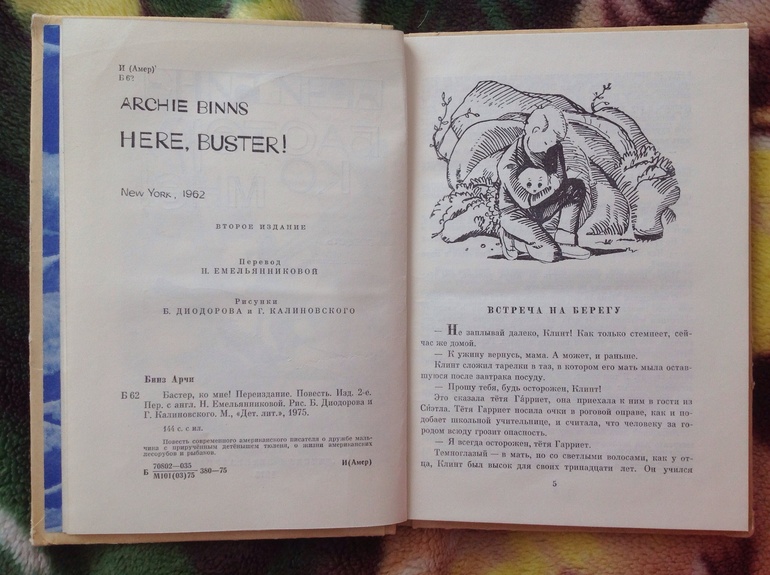 И (Амер)
Б 62
ARCHIE BINNS
HERE, BUSTER!
NEW YORK, 1962
ВТОРОЕ ИЗДАНИЕ
Перевод
Н. ЕМЕЛЬЯННИКОВОЙ
Рисунки
Б. ДИОДОРОВА и Г. КАЛИНОВСКОГО
Бинз Арчи
Б 62 Бастер, ко мне! Переиздание. Повесть. Изд. 2-е.
Пер. с англ. Н. Емельянниковой. Рис. Б. Диодорова и
Г. Калиновского. М., «Дет. лит.», 1975.
144 с. с ил.
Повесть современного американского писателя о дружбе маль-
чика с приручённым детёнышем тюленя, о жизни американских
лесорубов и рыбаков.
Б 70802—035
М101(03)75 380—75
И(Амер)
ВСТРЕЧА НА БЕРЕГУ
— Не заплывай далеко, Клинт! Как только стемнеет, сей-
час же домой.
— К ужину вернусь, мама. А может, и раньше.
Клинт сложил тарелки в таз, в котором его мать мыла остав-
шуюся после завтрака посуду.
— Прошу тебя, будь осторожен, Клинт!
Это сказала тётя Га́рриет, она приехала к ним в гости из
Сиэтла. Тётя Гарриет носила очки в роговой оправе, как и по-
добает школьной учительнице, и считала, что человеку за го-
родом всюду грозит опасность.
— Я всегда осторожен, тётя Гарриет.
Темноглазый — в мать, но со светлыми волосами, как у от-
ца, Клинт был высок для своих тринадцати лет. Он учился
5